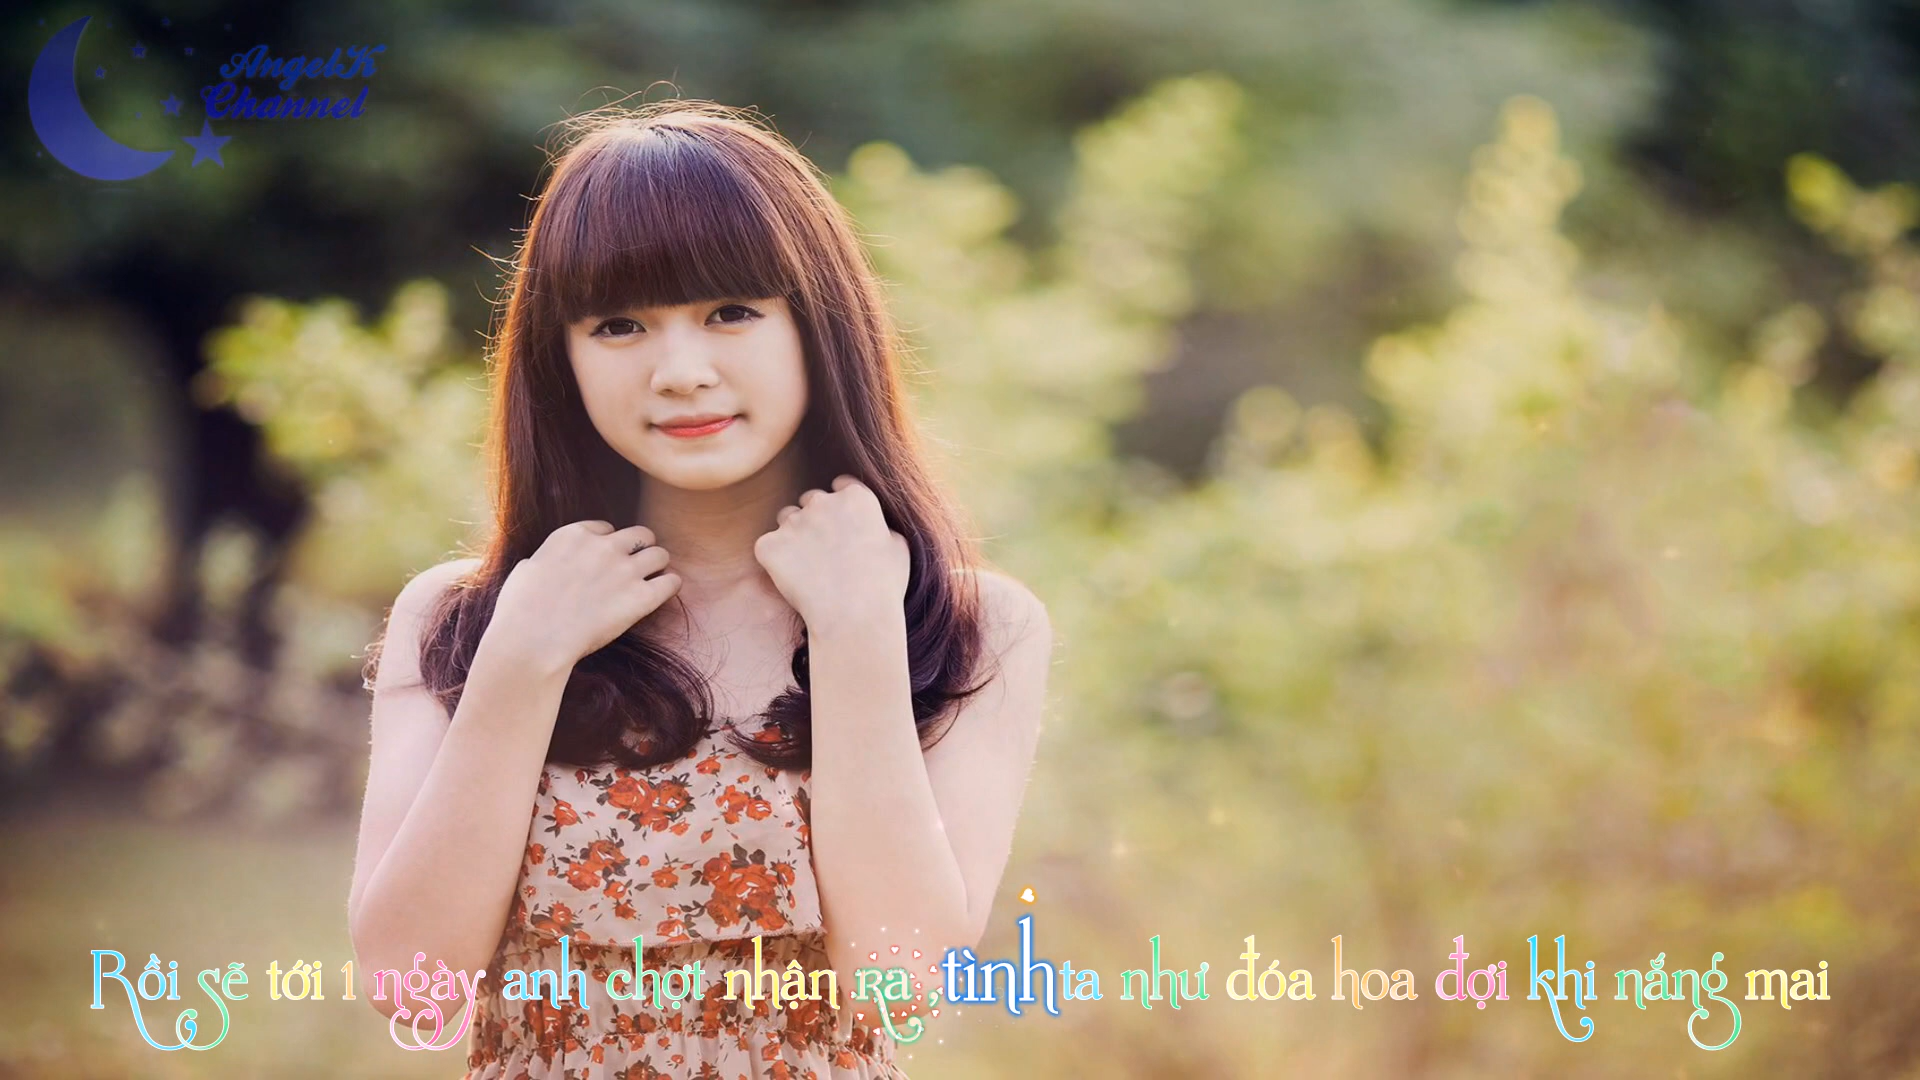 AngelK
Channel
Rồi sẽ tới 1 ngày anh chợt nhận ra ,tình ta như đóa hoa đợi khi nắng mai